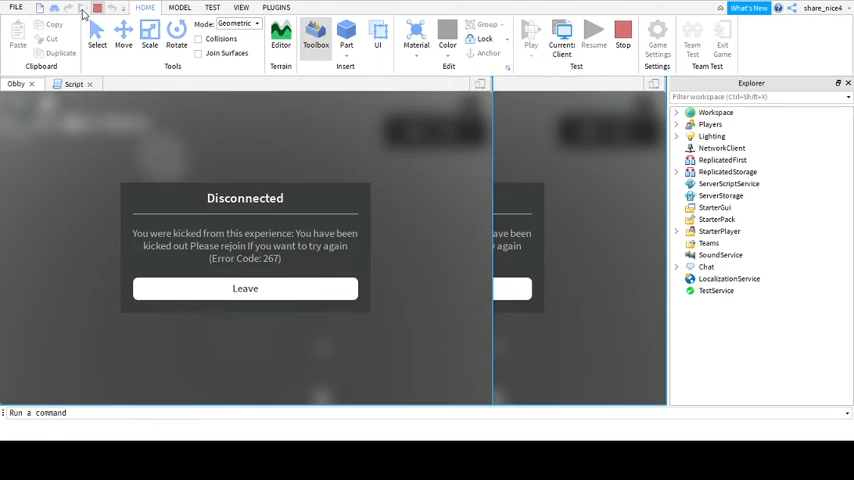 FILE HOME MODEL TEST VIEW PLUGINS What's New share_nice4
Paste Copy Cut Duplicate Select Move Scale Rotate Mode: Geometric Collisions Join Surfaces Editor Toolbox Part UI Material Color Group Lock Anchor Play Current: Client Resume Stop Game Settings Team Test Exit Game
Clipboard Tools Terrain Insert Edit Test Settings Team Test
Obby Script Explorer
Filter workspace (Ctrl+Shift+X)
Workspace
Players
Lighting
NetworkClient
ReplicatedFirst
ReplicatedStorage
ServerScriptService
ServerStorage
StarterGui
StarterPack
StarterPlayer
Teams
SoundService
Chat
LocalizationService
TestService
Disconnected
You were kicked from this experience: You have been
kicked out Please rejoin If you want to try again
(Error Code: 267)
Leave
ave been
y again
Run a command